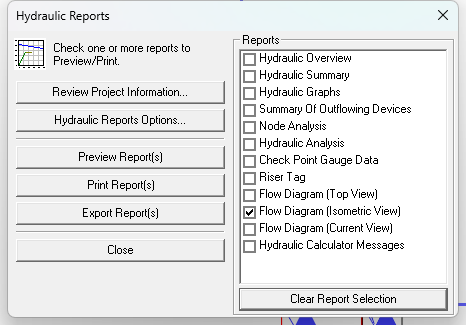 Hydraulic Reports
Check one or more reports to
Preview/Print.
Review Project Information...
Hydraulic Reports Options...
Preview Report(s)
Print Report(s)
Export Report(s)
Close
Reports
Hydraulic Overview
Hydraulic Summary
Hydraulic Graphs
Summary Of Outflowing Devices
Node Analysis
Hydraulic Analysis
Check Point Gauge Data
Riser Tag
Flow Diagram (Top View)
Flow Diagram (Isometric View)
Flow Diagram (Current View)
Hydraulic Calculator Messages
Clear Report Selection